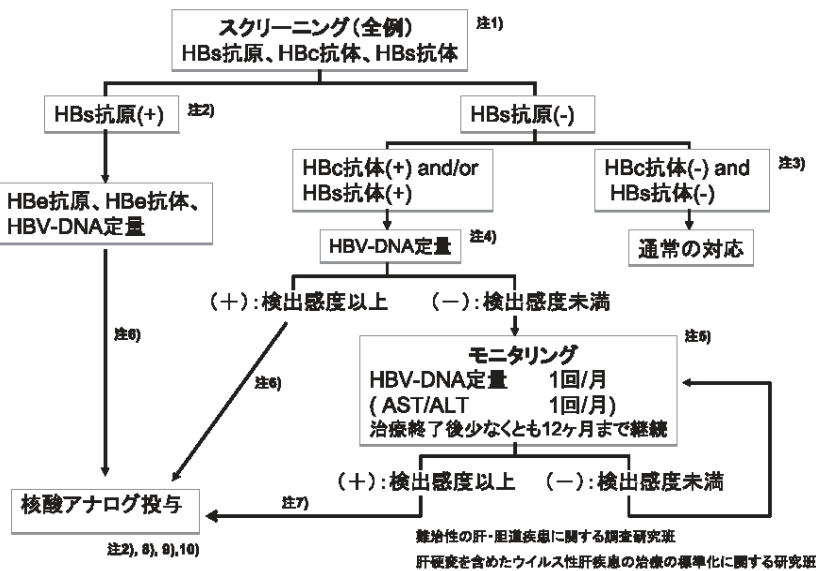 スクリーニング(全例)
注1)
HBs抗原、HBc抗体、HBs抗体
HBs抗原(+)
注2)
HBs抗原(-)
HBc抗体(+) and/or
HBs抗体(+)
HBc抗体(-) and
HBs抗体(-)
注3)
HBe抗原、HBe抗体、
HBV-DNA定量
HBV-DNA定量
注4)
通常の対応
(+):検出感度以上
(-):検出感度未満
注6)
注6)
注5)
モニタリング
HBV-DNA定量 1回/月
( AST/ALT 1回/月)
治療終了後少なくとも12ヶ月まで継続
(+):検出感度以上
(-):検出感度未満
核酸アナログ投与
注7)
注2), 8), 9),10)
難治性の肝・胆道疾患に関する調査研究班
肝硬変を含めたウイルス性肝疾患の治療の標準化に関する研究班